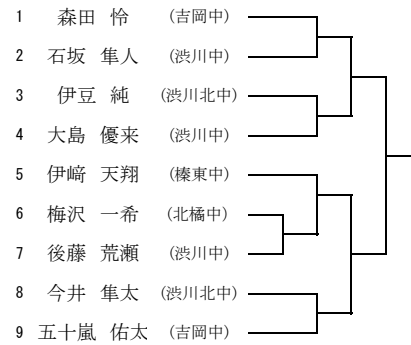 1 森田 怜 (吉岡中)
2 石坂 隼人 (渋川中)
3 伊豆 純 (渋川北中)
4 大島 優来 (渋川中)
5 伊﨑 天翔 (榛東中)
6 梅沢 一希 (北橘中)
7 後藤 荒瀬 (渋川中)
8 今井 隼太 (渋川北中)
9 五十嵐 佑太 (吉岡中)